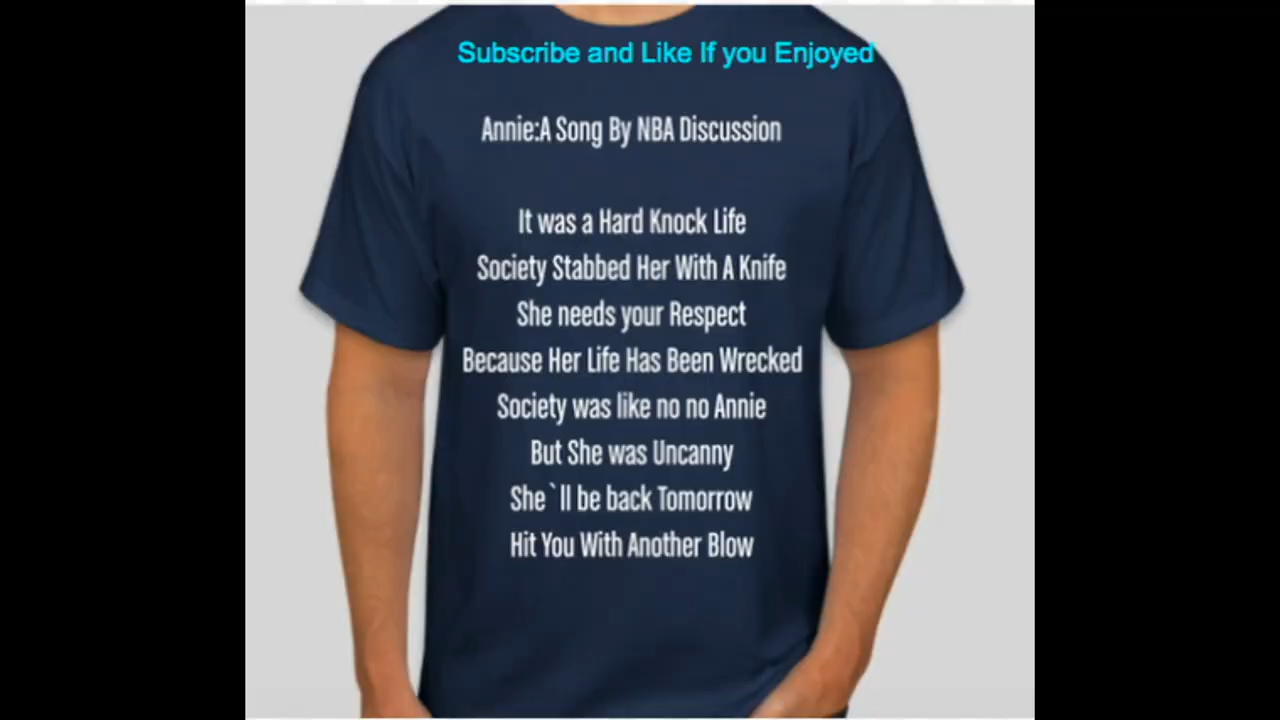 Subscribe and Like If you Enjoyed
Annie:A Song By NBA Discussion
It was a Hard Knock Life
Society Stabbed Her With A Knife
She needs your Respect
Because Her Life Has Been Wrecked
Society was like no no Annie
But She was Uncanny
She`ll be back Tomorrow
Hit You With Another Blow